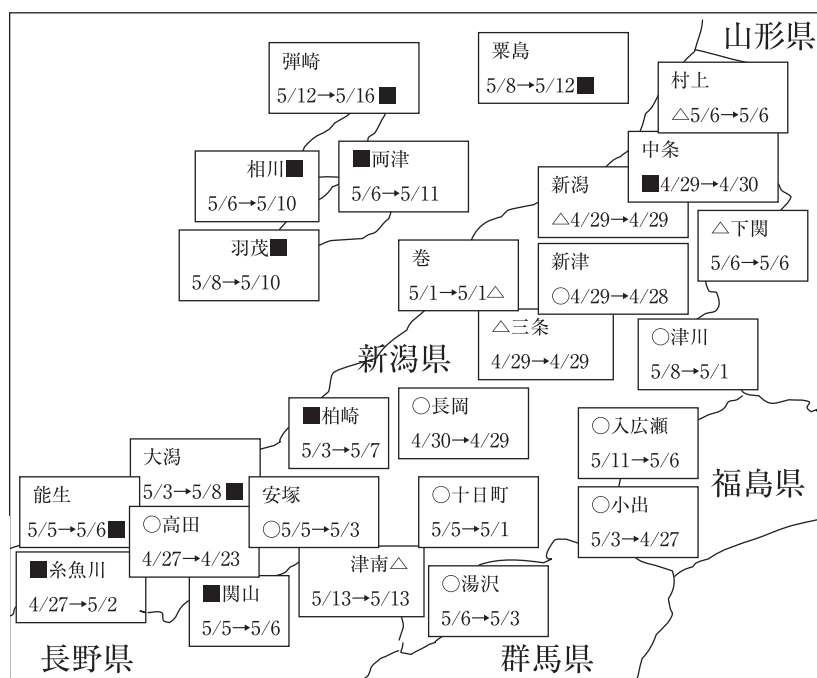 山形県
弾崎
5/12→5/16■
粟島
5/8→5/12■
村上
△5/6→5/6
相川■
5/6→5/10
■両津
5/6→5/11
中条
■4/29→4/30
新潟
△4/29→4/29
羽茂■
5/8→5/10
△下関
5/6→5/6
巻
5/1→5/1△
新津
○4/29→4/28
△三条
4/29→4/29
○津川
5/8→5/1
新潟県
■柏崎
5/3→5/7
○長岡
4/30→4/29
○入広瀬
5/11→5/6
大潟
5/3→5/8■
福島県
能生
5/5→5/6■
安塚
○5/5→5/3
○十日町
5/5→5/1
○小出
5/3→4/27
○高田
4/27→4/23
■糸魚川
4/27→5/2
津南△
5/13→5/13
■関山
5/5→5/6
○湯沢
5/6→5/3
長野県
群馬県